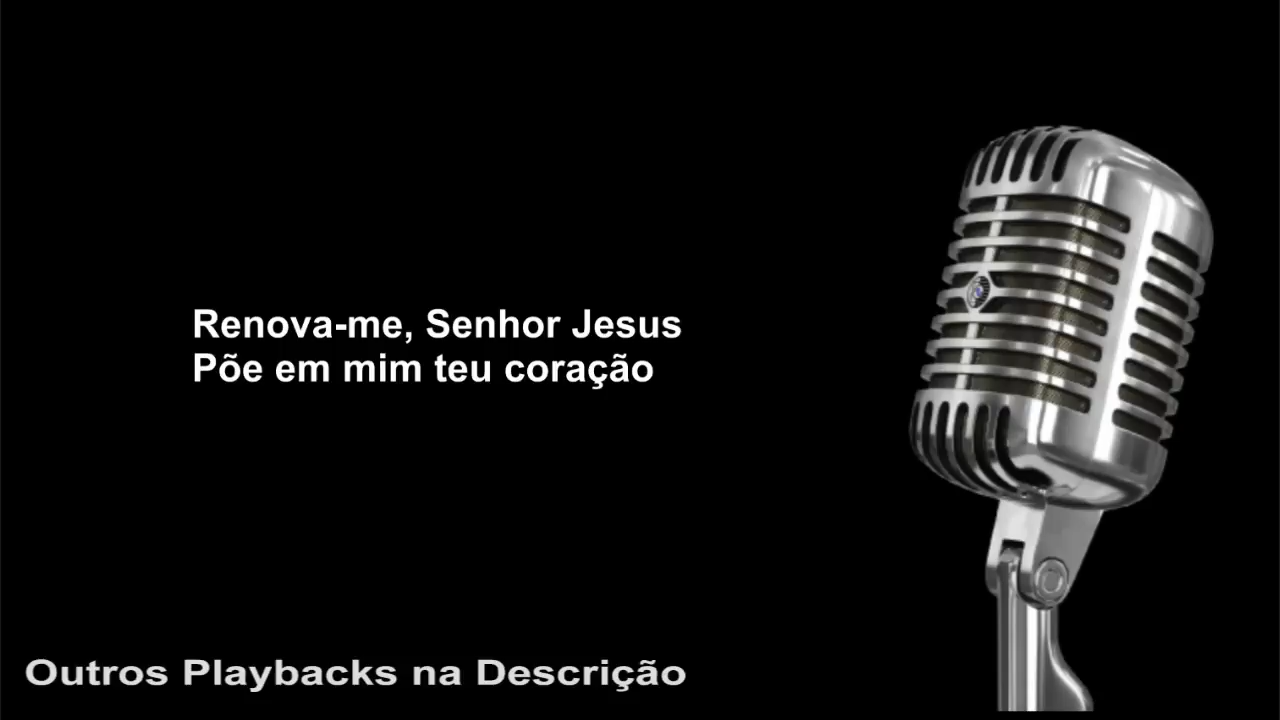 Renova-me, Senhor Jesus
Põe em mim teu coração
Outros Playbacks na Descrição